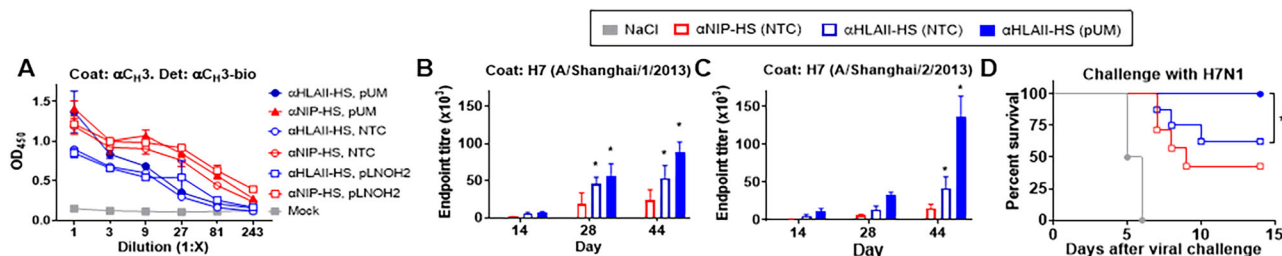 NaCl αNIP-HS (NTC) αHLAII-HS (NTC) αHLAII-HS (pUM)
A
Coat: αCH3. Det: αCH3-bio
αHLAII-HS, pUM
αNIP-HS, pUM
αHLAII-HS, NTC
αNIP-HS, NTC
αHLAII-HS, pLNOH2
αNIP-HS, pLNOH2
Mock
OD450
1.5
1.0
0.5
0.0
1 3 9 27 81 243
Dilution (1:X)
B
Coat: H7 (A/Shanghai/1/2013)
Endpoint titre (x10³)
200
150
100
50
0
* * * *
14 28 44
Day
C
Coat: H7 (A/Shanghai/2/2013)
Endpoint titre (x10³)
200
150
100
50
0
* *
14 28 44
Day
D
Challenge with H7N1
Percent survival
100
75
50
25
0
*
0 5 10 15
Days after viral challenge